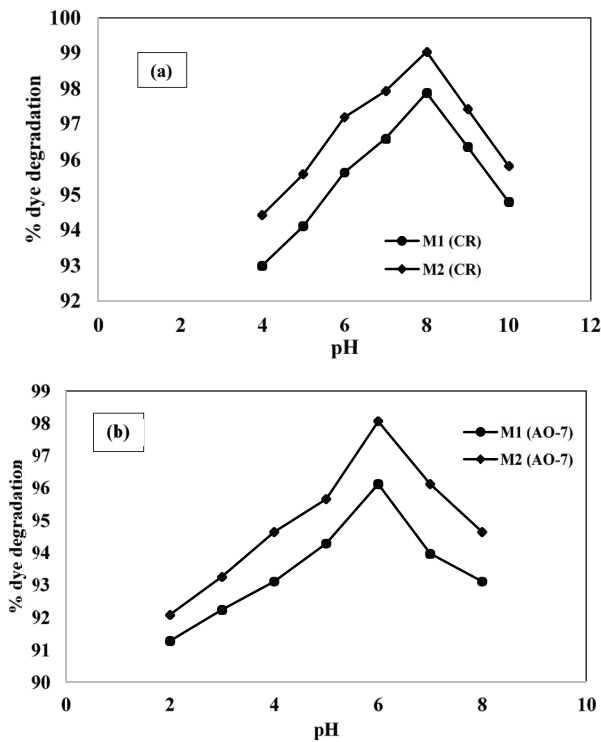 100
99
98
97
96
95
94
93
92
% dye degradation
(a)
M1 (CR)
M2 (CR)
0 2 4 6 8 10 12
pH
99
98
97
96
95
94
93
92
91
90
% dye degradation
(b)
M1 (AO-7)
M2 (AO-7)
0 2 4 6 8 10
pH